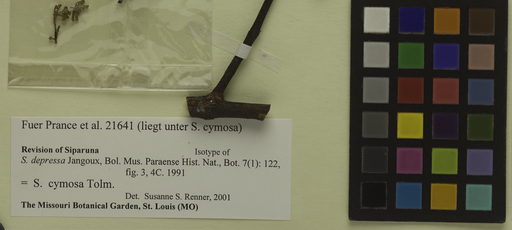 Fuer Prance et al. 21641 (liegt unter S. cymosa)
Revision of Siparuna Isotype of
S. depressa Jangoux, Bol. Mus. Paraense Hist. Nat., Bot. 7(1): 122,
fig. 3, 4C. 1991
= S. cymosa Tolm.
Det. Susanne S. Renner, 2001
The Missouri Botanical Garden, St. Louis (MO)